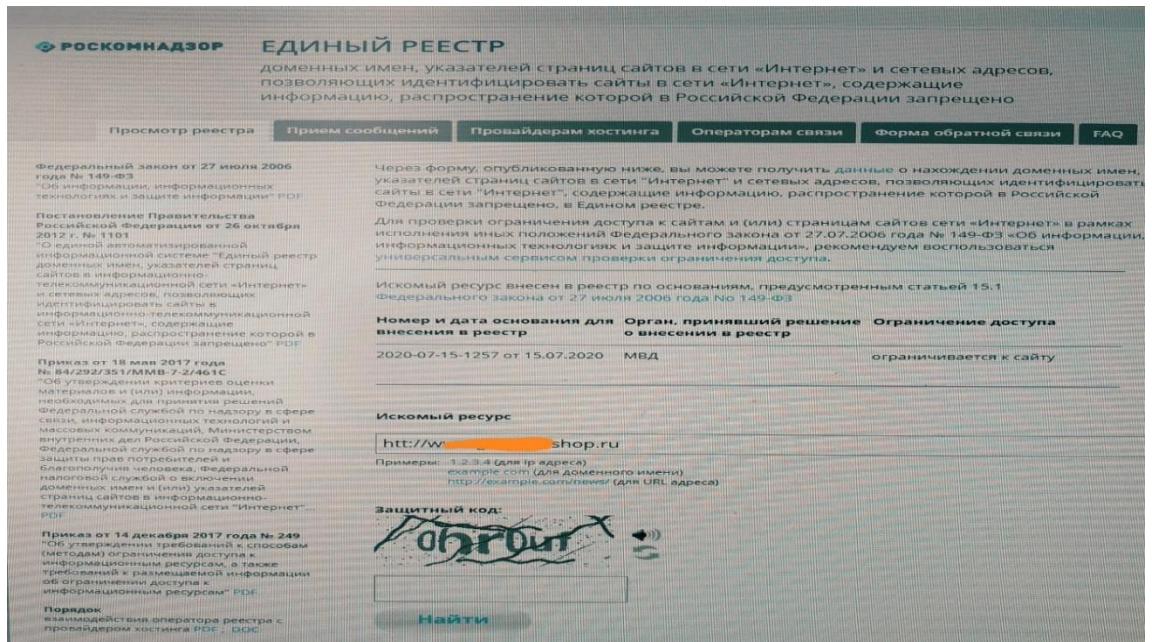 РОСКОМНАДЗОР
ЕДИНЫЙ РЕЕСТР
доменных имен, указателей страниц сайтов в сети «Интернет» и сетевых адресов,
позволяющих идентифицировать сайты в сети «Интернет», содержащие
информацию, распространение которой в Российской Федерации запрещено
Просмотр реестра
Прием сообщений
Провайдерам хостинга
Операторам связи
Форма обратной связи
FAQ
Федеральный закон от 27 июля 2006
года № 149-ФЗ
"Об информации, информационных
технологиях и защите информации" PDF
Постановление Правительства
Российской Федерации от 26 октября
2012 г. № 1101
"О единой автоматизированной
информационной системе "Единый реестр
доменных имен, указателей страниц
сайтов в информационно-
телекоммуникационной сети «Интернет»
и сетевых адресов, позволяющих
идентифицировать сайты в
информационно-телекоммуникационной
сети «Интернет», содержащие
информацию, распространение которой в
Российской Федерации запрещено" PDF
Приказ от 18 мая 2017 года
№ 84/292/351/ММВ-7-2/461С
"Об утверждении критериев оценки
материалов и (или) информации,
необходимых для принятия решений
Федеральной службой по надзору в сфере
связи, информационных технологий и
массовых коммуникаций, Министерством
внутренних дел Российской Федерации,
Федеральной службой по надзору в сфере
защиты прав потребителей и
благополучия человека, Федеральной
налоговой службой о включении
доменных имен и (или) указателей
страниц сайтов в информационно-
телекоммуникационной сети "Интернет".
PDF
Приказ от 14 декабря 2017 года № 249
"Об утверждении требований к способам
(методам) ограничения доступа к
информационным ресурсам, а также
требований к размещаемой информации
об ограничении доступа к
информационным ресурсам" PDF
Порядок
взаимодействия оператора реестра с
провайдером хостинга PDF ; DOC
Через форму, опубликованную ниже, вы можете получить данные о нахождении доменных имен,
указателей страниц сайтов в сети "Интернет" и сетевых адресов, позволяющих идентифицировать
сайты в сети "Интернет", содержащие информацию, распространение которой в Российской
Федерации запрещено, в Едином реестре.
Для проверки ограничения доступа к сайтам и (или) страницам сайтов сети «Интернет» в рамках
исполнения иных положений Федерального закона от 27.07.2006 года № 149-ФЗ «Об информации,
информационных технологиях и защите информации», рекомендуем воспользоваться
универсальным сервисом проверки ограничения доступа.
Искомый ресурс внесен в реестр по основаниям, предусмотренным статьей 15.1
Федерального закона от 27 июля 2006 года No 149-ФЗ
Номер и дата основания для внесения в реестр
Орган, принявший решение о внесении в реестр
Ограничение доступа
2020-07-15-1257 от 15.07.2020
МВД
ограничивается к сайту
Искомый ресурс
htt://w shop.ru
Примеры: 1.2.3.4 (для ip адреса)
example.com (для доменного имени)
http://example.com/news/ (для URL адреса)
Защитный код:
Найти